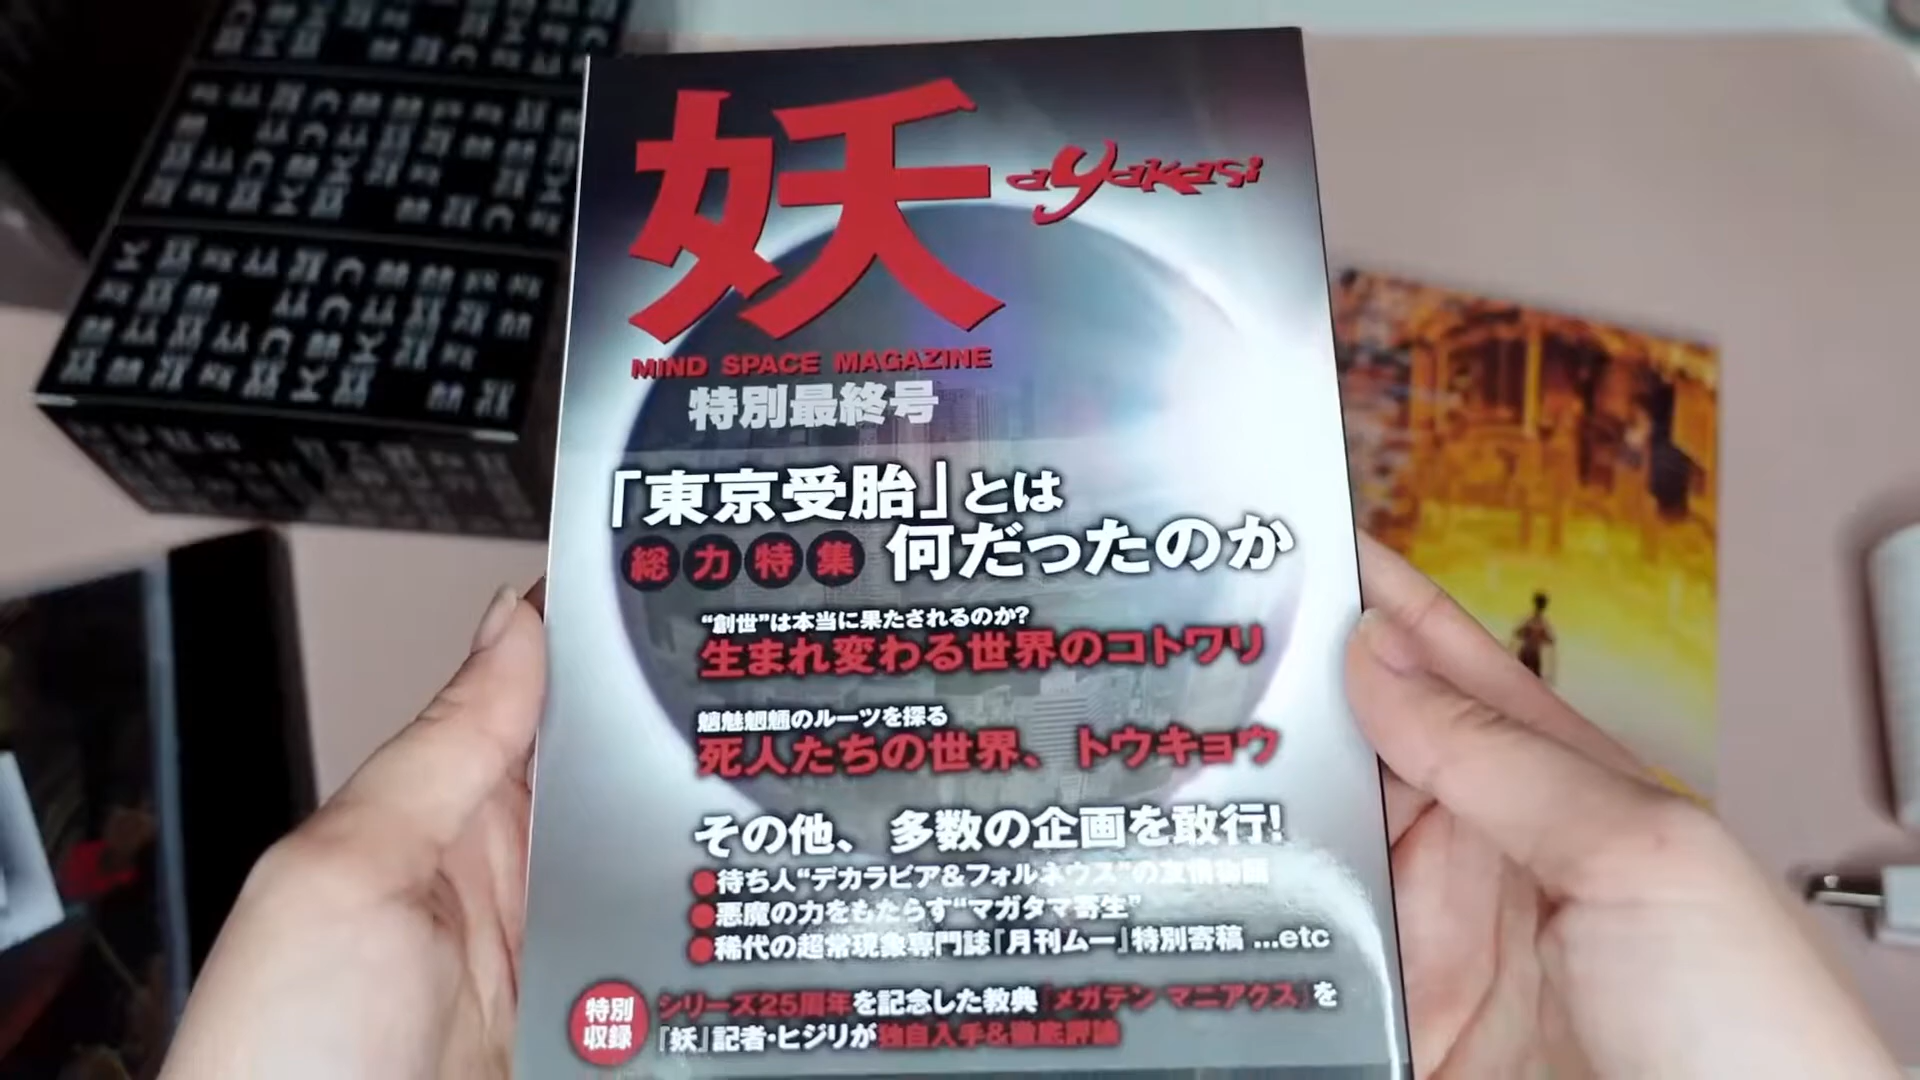 妖
ayakasi
MIND SPACE MAGAZINE
特別最終号
「東京受胎」とは
総力特集 何だったのか
“創世”は本当に果たされるのか?
生まれ変わる世界のコトワリ
魑魅魍魎のルーツを探る
死人たちの世界、トウキョウ
その他、多数の企画を敢行!
●待ち人“デカラビア&フォルネウス”の友情物語
●悪魔の力をもたらす“マガタマ寄生”
●稀代の超常現象専門誌『月刊ムー』特別寄稿 ...etc
特別収録
シリーズ25周年を記念した教典『メガテン マニアクス』を
『妖』記者・ヒジリが独自入手&徹底評論